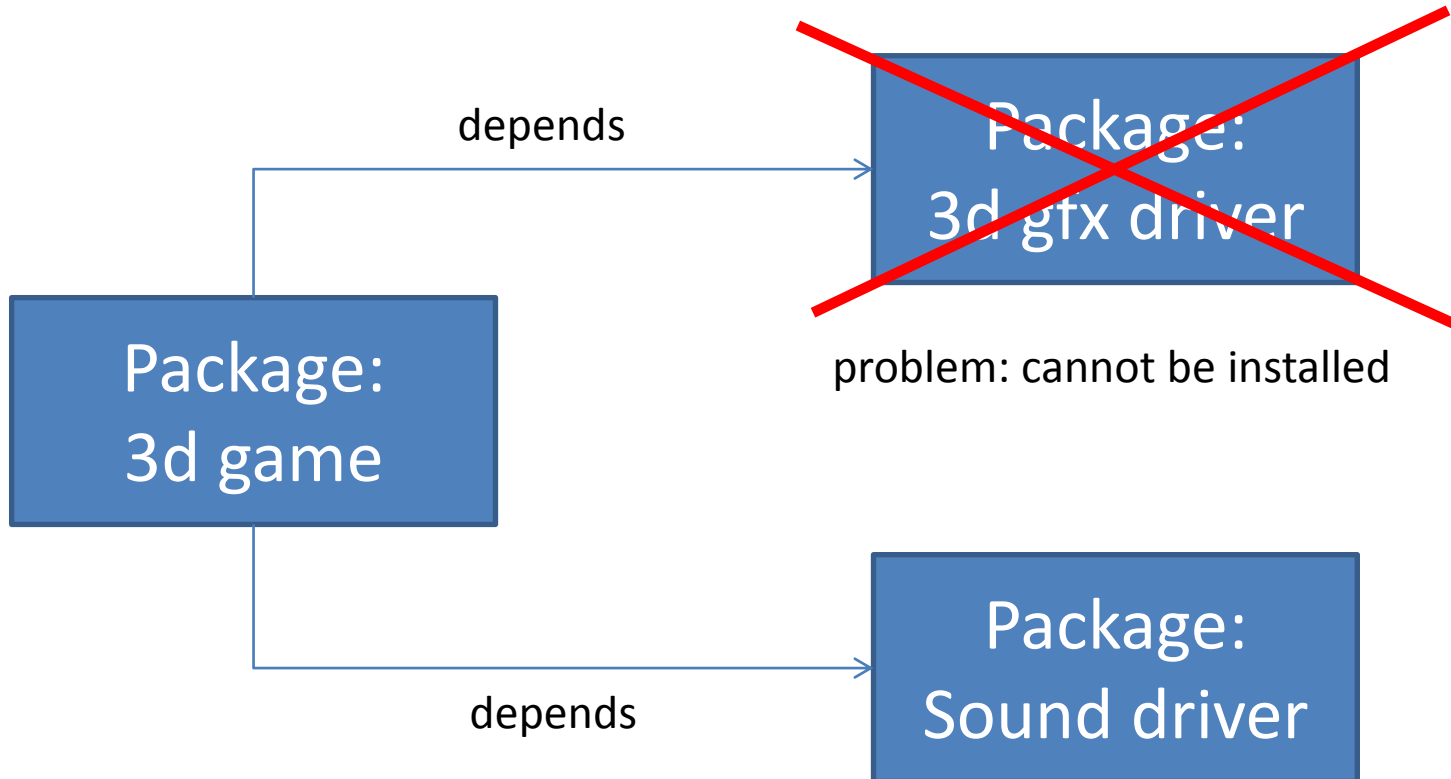 depends
Package:
3d gfx driver
problem: cannot be installed
Package:
3d game
Package:
Sound driver
depends